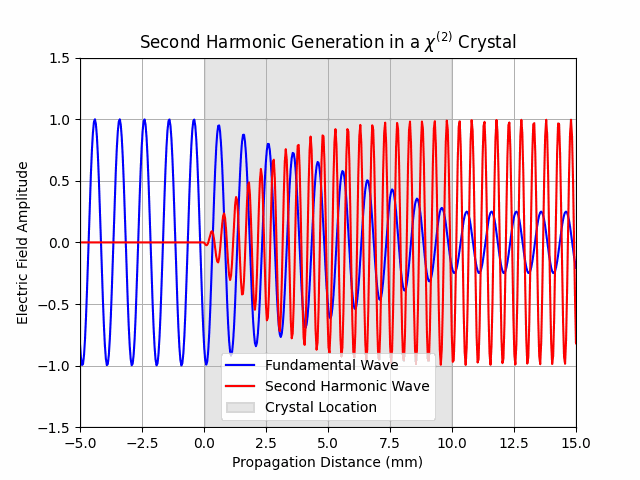 Second Harmonic Generation in a χ⁽²⁾ Crystal
1.5
1.0
0.5
0.0
−0.5
−1.0
−1.5
Electric Field Amplitude
Fundamental Wave
Second Harmonic Wave
Crystal Location
−5.0 −2.5 0.0 2.5 5.0 7.5 10.0 12.5 15.0
Propagation Distance (mm)